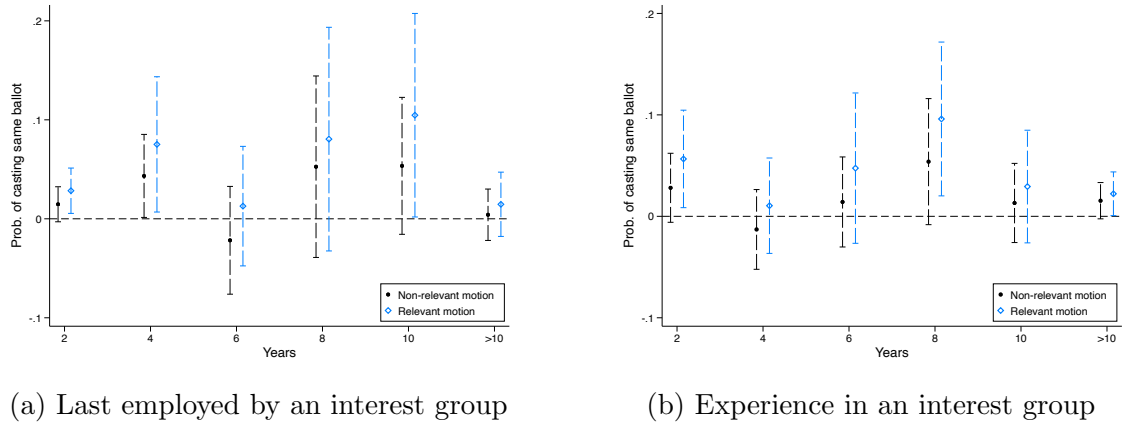 .2
.1
0
-.1
Prob. of casting same ballot
2 4 6 8 10 >10
Years
Non-relevant motion
Relevant motion
(a) Last employed by an interest group
.2
.1
0
-.1
Prob. of casting same ballot
2 4 6 8 10 >10
Years
Non-relevant motion
Relevant motion
(b) Experience in an interest group